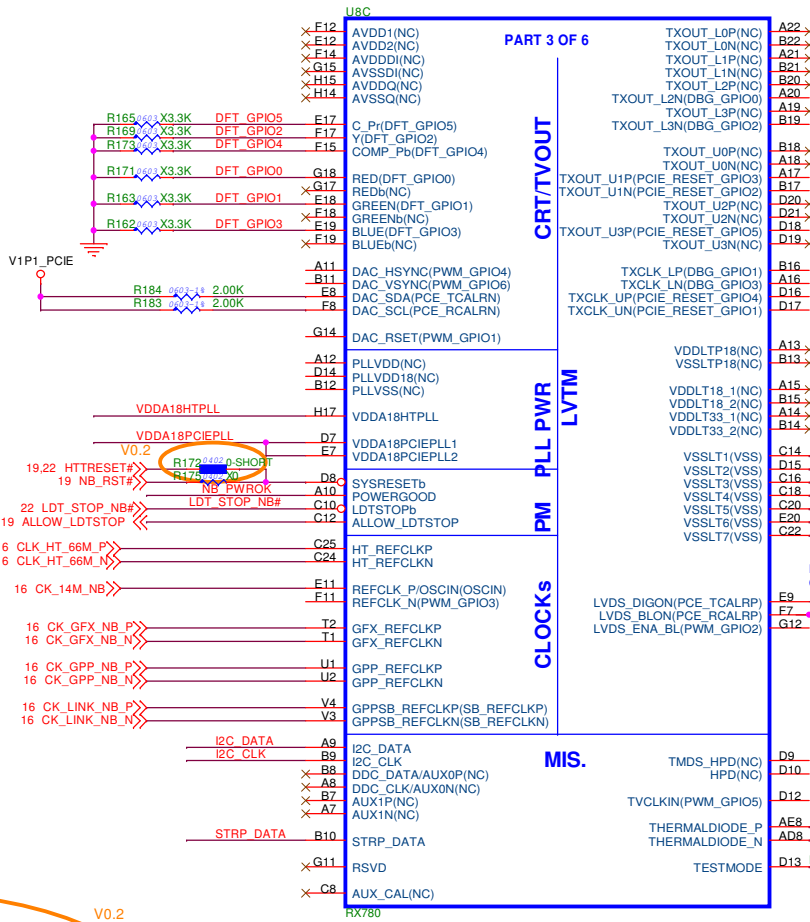 U8C
PART 3 OF 6
F12 AVDD1(NC) TXOUT_L0P(NC) A22
E12 AVDD2(NC) TXOUT_L0N(NC) B22
F14 AVDDDI(NC) TXOUT_L1P(NC) A21
G15 AVSSDI(NC) TXOUT_L1N(NC) B21
H15 AVDDQ(NC) TXOUT_L2P(NC) B20
H14 AVSSQ(NC) TXOUT_L2N(DBG_GPIO0) A20
TXOUT_L3P(NC) A19
R165 0603 X3.3K DFT_GPIO5 E17 C_Pr(DFT_GPIO5) TXOUT_L3N(DBG_GPIO2) B19
R169 0603 X3.3K DFT_GPIO2 F17 Y(DFT_GPIO2)
R173 0603 X3.3K DFT_GPIO4 F15 COMP_Pb(DFT_GPIO4) TXOUT_U0P(NC) B18
TXOUT_U0N(NC) A18
R171 0603 X3.3K DFT_GPIO0 G18 RED(DFT_GPIO0) TXOUT_U1P(PCIE_RESET_GPIO3) A17
G17 REDb(NC) TXOUT_U1N(PCIE_RESET_GPIO2) B17
R163 0603 X3.3K DFT_GPIO1 E18 GREEN(DFT_GPIO1) TXOUT_U2P(NC) D20
F18 GREENb(NC) TXOUT_U2N(NC) D21
R162 0603 X3.3K DFT_GPIO3 E19 BLUE(DFT_GPIO3) TXOUT_U3P(PCIE_RESET_GPIO5) D18
F19 BLUEb(NC) TXOUT_U3N(NC) D19
CRT/TVOUT
V1P1_PCIE
A11 DAC_HSYNC(PWM_GPIO4) TXCLK_LP(DBG_GPIO1) B16
B11 DAC_VSYNC(PWM_GPIO6) TXCLK_LN(DBG_GPIO3) A16
R184 0603-1% 2.00K E8 DAC_SDA(PCE_TCALRN) TXCLK_UP(PCIE_RESET_GPIO4) D16
R183 0603-1% 2.00K F8 DAC_SCL(PCE_RCALRN) TXCLK_UN(PCIE_RESET_GPIO1) D17
G14 DAC_RSET(PWM_GPIO1)
VDDLTP18(NC) A13
A12 PLLVDD(NC) VSSLTP18(NC) B13
D14 PLLVDD18(NC)
B12 PLLVSS(NC) VDDLT18_1(NC) A15
VDDLT18_2(NC) B15
VDDA18HTPLL H17 VDDA18HTPLL VDDLT33_1(NC) A14
VDDLT33_2(NC) B14
PLL PWR
LVTM
VDDA18PCIEPLL D7 VDDA18PCIEPLL1
E7 VDDA18PCIEPLL2 VSSLT1(VSS) C14
V0.2
VSSLT2(VSS) D15
19,22 HTTRESET# R172 0402 0-SHORT VSSLT3(VSS) C16
19 NB_RST# R175 0402 X0 D8 SYSRESETb VSSLT4(VSS) C18
NB_PWROK A10 POWERGOOD VSSLT5(VSS) C20
22 LDT_STOP_NB# LDT_STOP_NB# C10 LDTSTOPb VSSLT6(VSS) E20
19 ALLOW_LDTSTOP C12 ALLOW_LDTSTOP VSSLT7(VSS) C22
PM
6 CLK_HT_66M_P C25 HT_REFCLKP
6 CLK_HT_66M_N C24 HT_REFCLKN
16 CK_14M_NB E11 REFCLK_P/OSCIN(OSCIN)
F11 REFCLK_N(PWM_GPIO3) LVDS_DIGON(PCE_TCALRP) E9
LVDS_BLON(PCE_RCALRP) F7
LVDS_ENA_BL(PWM_GPIO2) G12
16 CK_GFX_NB_P T2 GFX_REFCLKP
16 CK_GFX_NB_N T1 GFX_REFCLKN
CLOCKs
16 CK_GPP_NB_P U1 GPP_REFCLKP
16 CK_GPP_NB_N U2 GPP_REFCLKN
16 CK_LINK_NB_P V4 GPPSB_REFCLKP(SB_REFCLKP)
16 CK_LINK_NB_N V3 GPPSB_REFCLKN(SB_REFCLKN)
MIS.
I2C_DATA A9 I2C_DATA
I2C_CLK B9 I2C_CLK TMDS_HPD(NC) D9
B8 DDC_DATA/AUX0P(NC) HPD(NC) D10
A8 DDC_CLK/AUX0N(NC)
B7 AUX1P(NC) TVCLKIN(PWM_GPIO5) D12
A7 AUX1N(NC)
THERMALDIODE_P AE8
STRP_DATA B10 STRP_DATA THERMALDIODE_N AD8
G11 RSVD TESTMODE D13
C8 AUX_CAL(NC)
RX780
V0.2